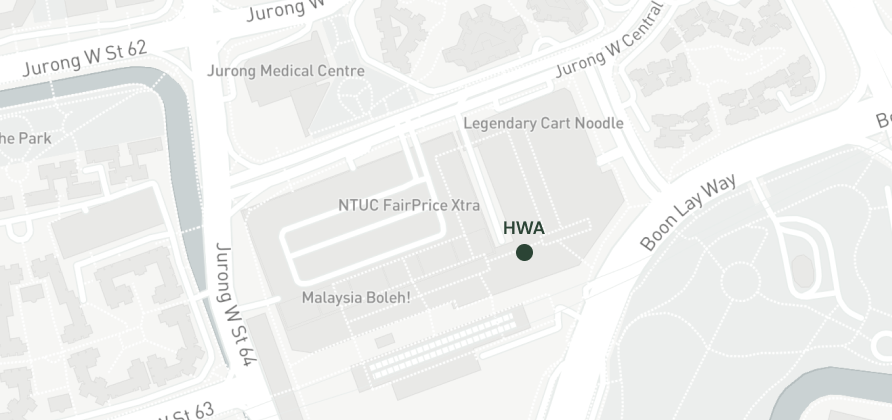 Jurong W
Jurong W St 62
Jurong W Central
Jurong Medical Centre
Legendary Cart Noodle
he Park
NTUC FairPrice Xtra
HWA
Boon Lay Way
Jurong W St 64
Malaysia Boleh!
W St 63